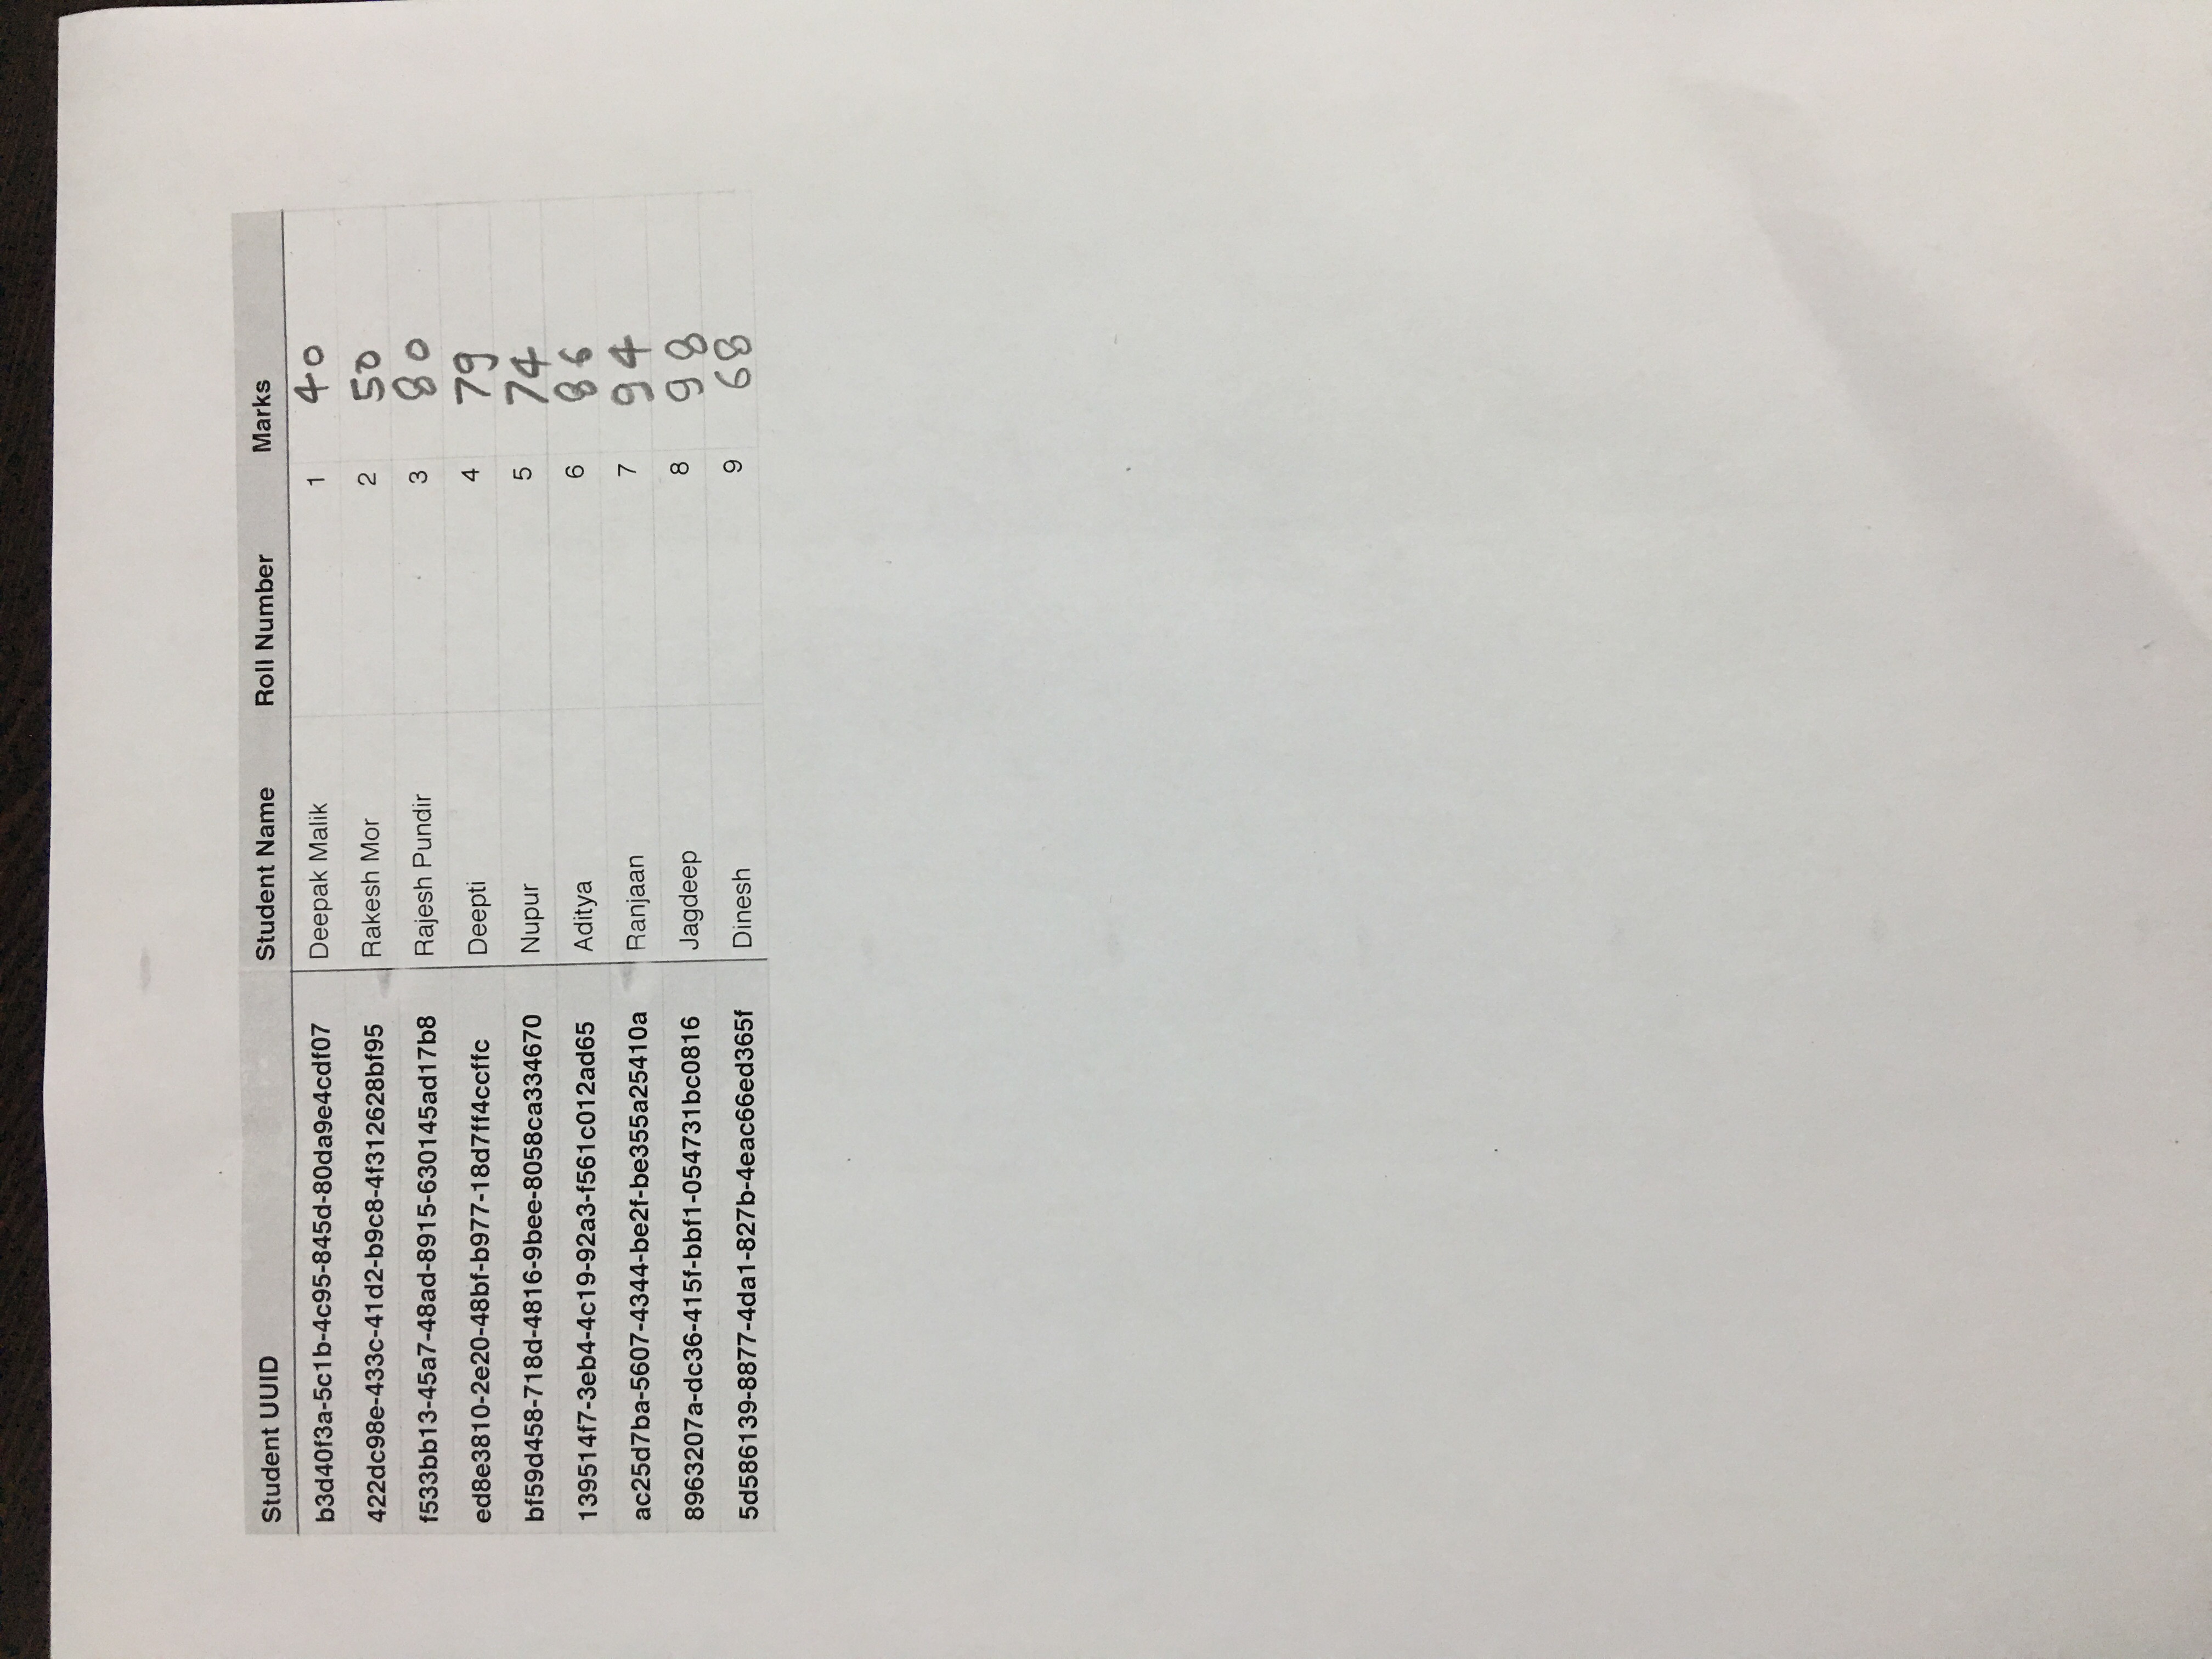 Student UUID Student Name Roll Number Marks
b3d40f3a-5c1b-4c95-845d-80da9e4cdf07 Deepak Malik 1 40
422dc98e-433c-41d2-b9c8-4f312628bf95 Rakesh Mor 2 50
f533bb13-45a7-48ad-8915-630145ad17b8 Rajesh Pundir 3 80
ed8e3810-2e20-48bf-b977-18d7ff4ccffc Deepti 4 79
bf59d458-718d-4816-9bee-8058ca334670 Nupur 5 74
139514f7-3eb4-4c19-92a3-f561c012ad65 Aditya 6 86
ac25d7ba-5607-4344-be2f-be355a25410a Ranjaan 7 94
8963207a-dc36-415f-bbf1-054731bc0816 Jagdeep 8 98
5d586139-8877-4da1-827b-4eac66ed365f Dinesh 9 68